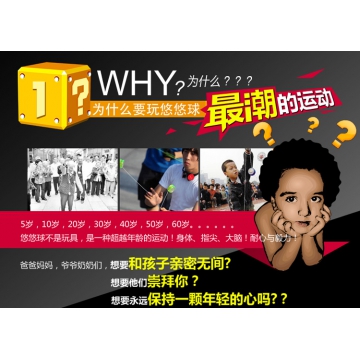 1 ?
WHY?为什么???
为什么要玩悠悠球
最潮的运动
? ? ?
5岁,10岁,20岁,30岁,40岁,50岁,60岁。。。。。。
悠悠球不是玩具,是一种超越年龄的运动!身体、指尖、大脑!耐心与毅力!
爸爸妈妈,爷爷奶奶们,想要和孩子亲密无间?
想要他们崇拜你?
想要永远保持一颗年轻的心吗??